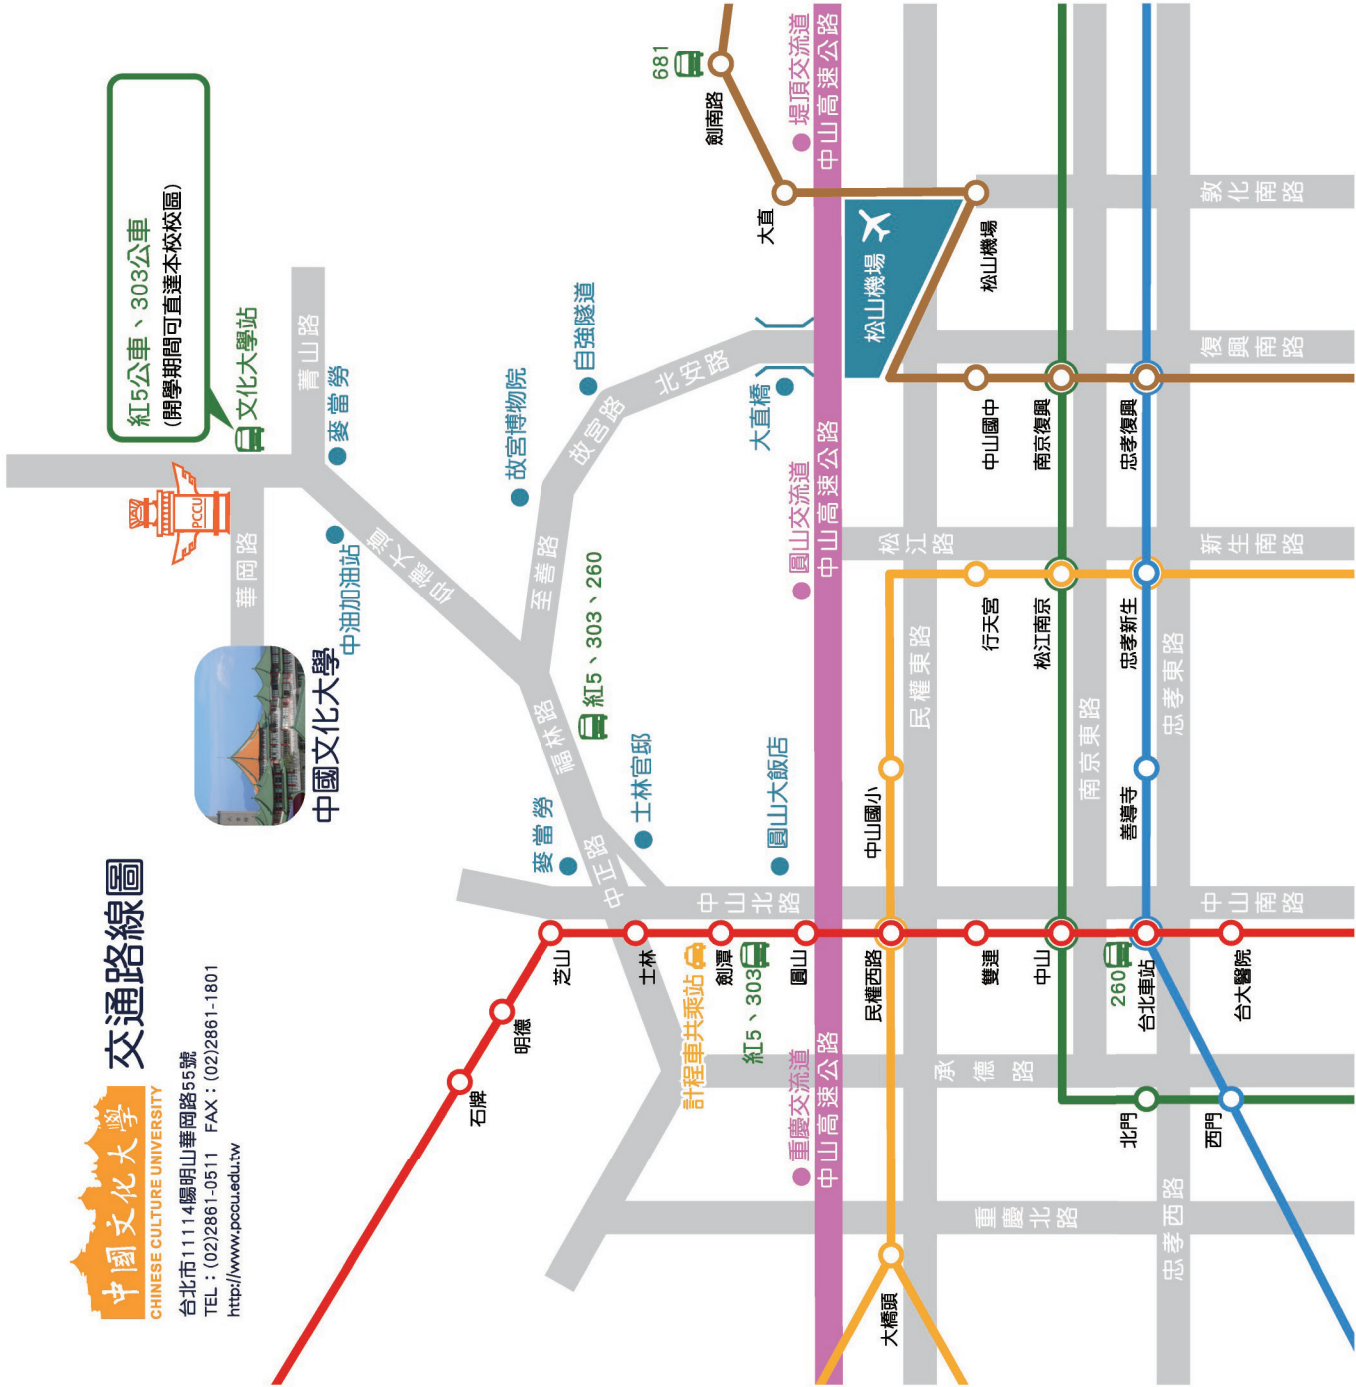 中國文化大學
CHINESE CULTURE UNIVERSITY
交通路線圖
台北市11114陽明山華岡路55號
TEL：(02)2861-0511　FAX：(02)2861-1801
http://www.pccu.edu.tw
紅5公車、303公車
(開學期間可直達本校校區)
文化大學站
PCCU
菁山路
華岡路
麥當勞
中油加油站
中國文化大學
仰德大道
故宮博物院
自強隧道
至善路
故宮路
北安路
大直橋
福林路
紅5、303、260
麥當勞
士林官邸
中正路
圓山大飯店
中山北路
石牌
明德
芝山
士林
劍潭
計程車共乘站
紅5、303
圓山
681
劍南路
大直
重慶交流道
圓山交流道
堤頂交流道
中山高速公路
中山高速公路
中山高速公路
松山機場
松山機場
大橋頭
民權西路
中山國小
民權東路
松江路
行天宮
中山國中
雙連
承德路
重慶北路
中山
松江南京
南京復興
南京東路
260
台北車站
善導寺
忠孝新生
忠孝復興
北門
西門
忠孝西路
忠孝東路
台大醫院
中山南路
新生南路
復興南路
敦化南路